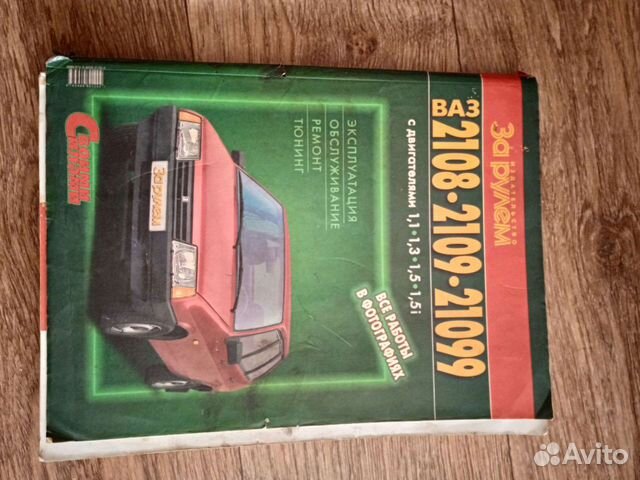 ИЗДАТЕЛЬСТВО
За рулем
ВАЗ
2108·2109·21099
с двигателями 1,1·1,3·1,5·1,5i
ЭКСПЛУАТАЦИЯ
ОБСЛУЖИВАНИЕ
РЕМОНТ
ТЮНИНГ
ВСЕ РАБОТЫ
В ФОТОГРАФИЯХ
За рулем
Avito